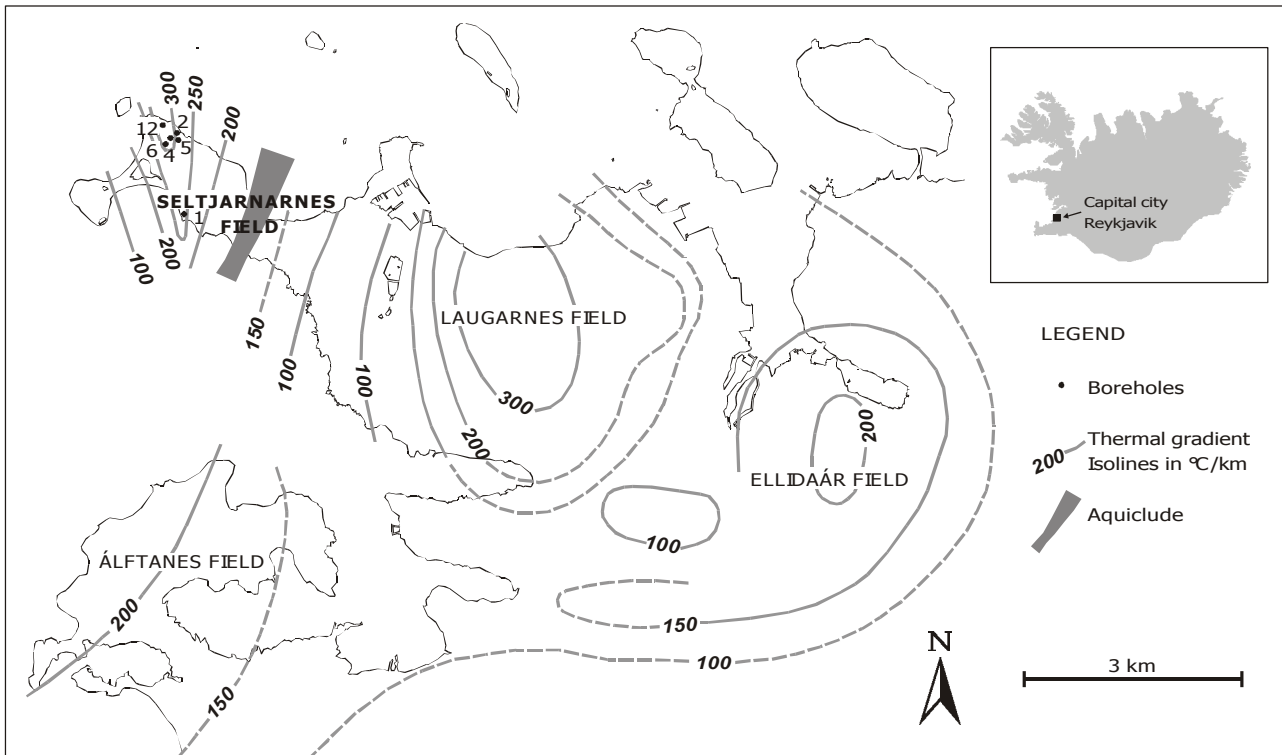 300
250
200
12
2
6
4
5
SELTJARNARNES
FIELD
1
100
200
150
100
100
LAUGARNES FIELD
300
200
200
ELLIDAÁR FIELD
100
ÁLFTANES FIELD
200
150
150
100
Capital city
Reykjavik
LEGEND
Boreholes
200
Thermal gradient
Isolines in °C/km
Aquiclude
N
3 km